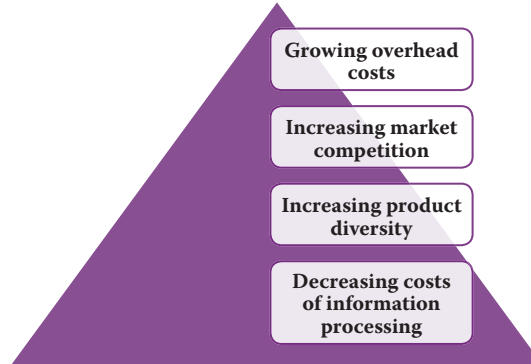 Growing overhead
costs
Increasing market
competition
Increasing product
diversity
Decreasing costs
of information
processing